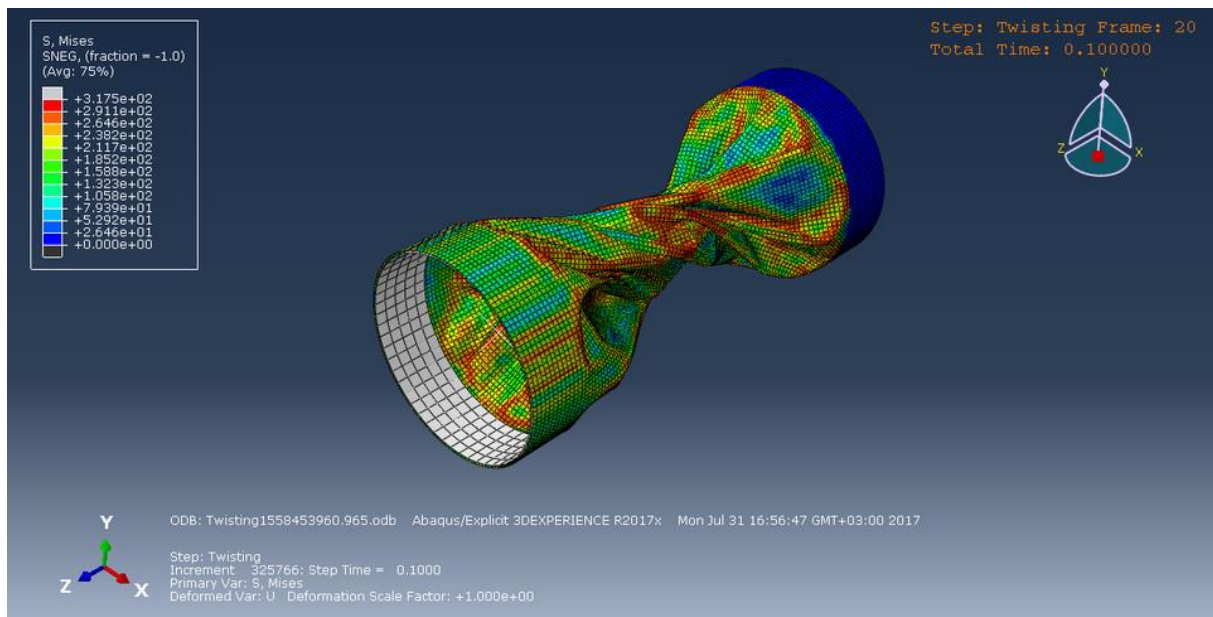 S, Mises
SNEG, (fraction = -1.0)
(Avg: 75%)
+3.175e+02
+2.911e+02
+2.646e+02
+2.382e+02
+2.117e+02
+1.852e+02
+1.588e+02
+1.323e+02
+1.058e+02
+7.939e+01
+5.292e+01
+2.646e+01
+0.000e+00
Step: Twisting Frame: 20
Total Time: 0.100000
Y
Z
X
Y
Z
X
ODB: Twisting1558453960.965.odb Abaqus/Explicit 3DEXPERIENCE R2017x Mon Jul 31 16:56:47 GMT+03:00 2017
Step: Twisting
Increment 325766: Step Time = 0.1000
Primary Var: S, Mises
Deformed Var: U Deformation Scale Factor: +1.000e+00